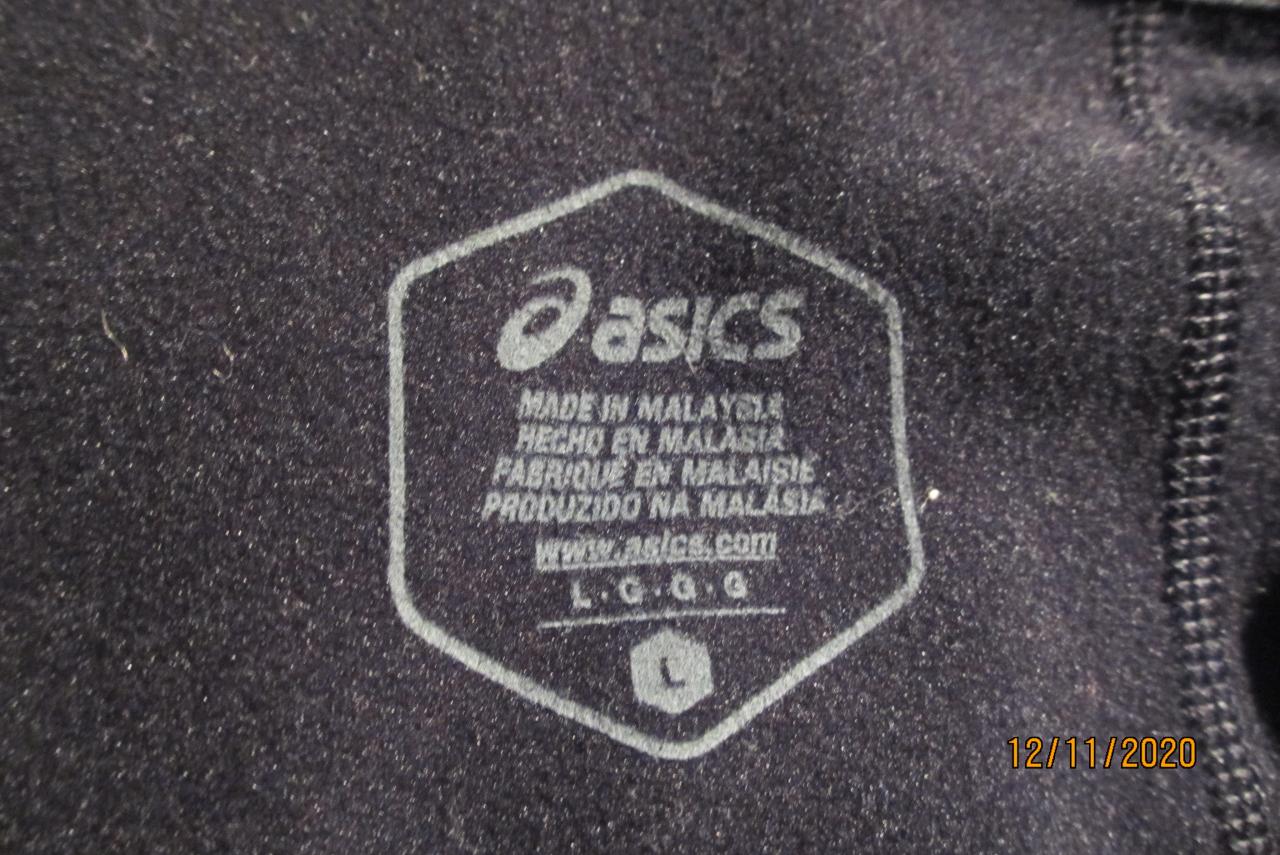 asics
MADE IN MALAYSIA
HECHO EN MALASIA
FABRIQUÉ EN MALAISIE
PRODUZIDO NA MALÁSIA
www.asics.com
L·G·G·G
L
12/11/2020